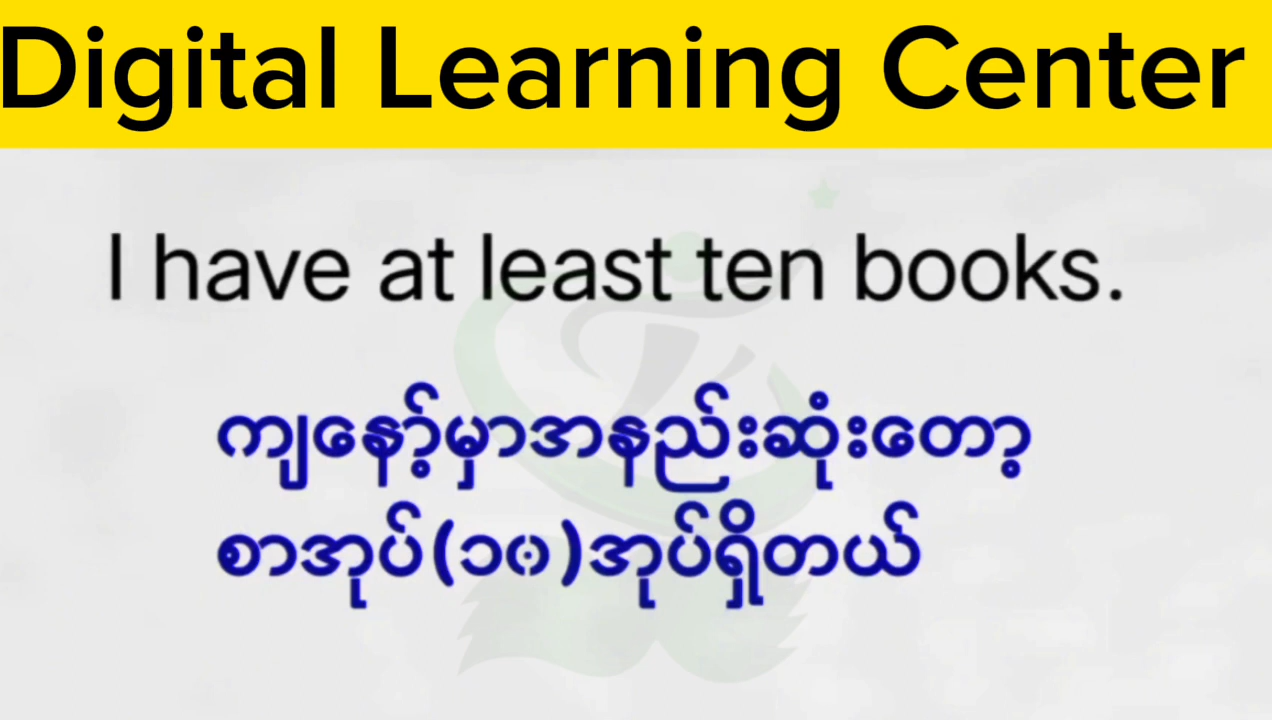 Digital Learning Center
I have at least ten books.
ကျနော့်မှာအနည်းဆုံးတော့
စာအုပ်(၁၀)အုပ်ရှိတယ်